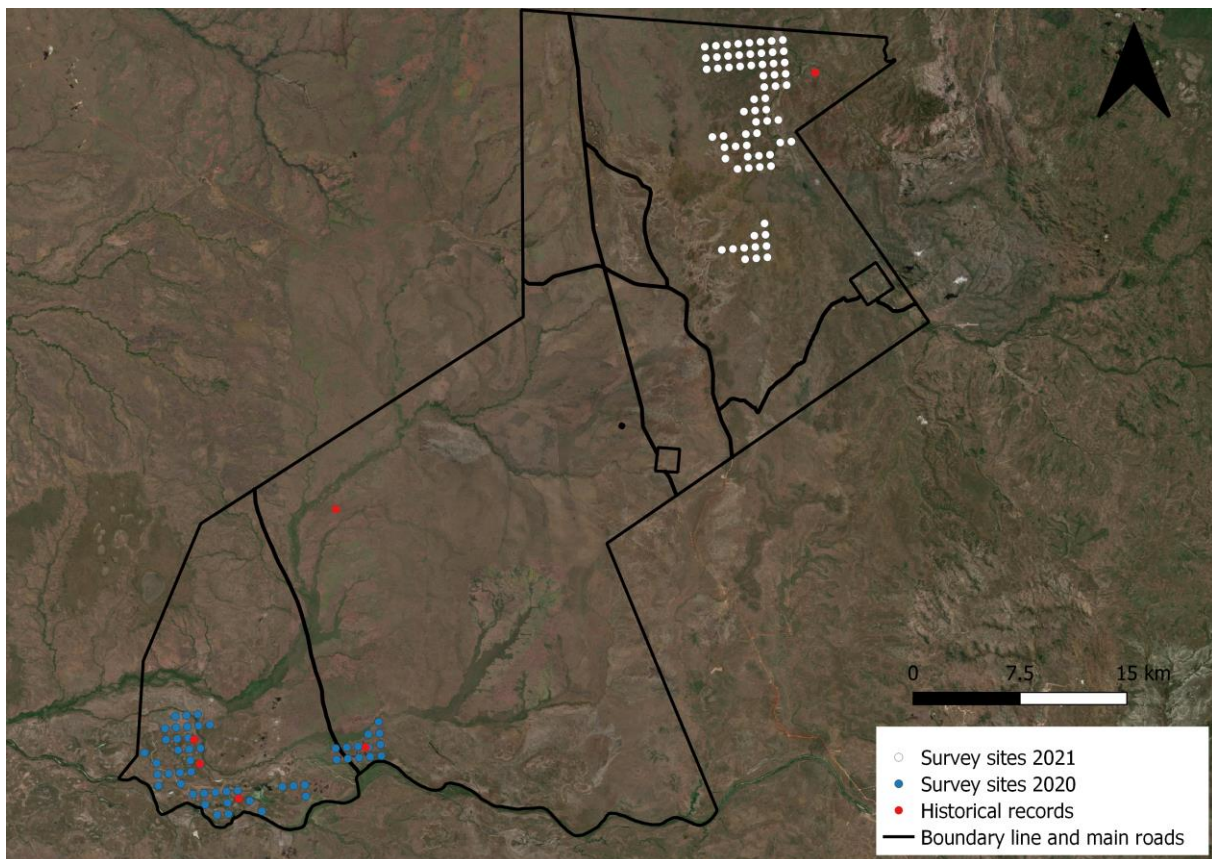 0 7.5 15 km
Survey sites 2021
Survey sites 2020
Historical records
Boundary line and main roads